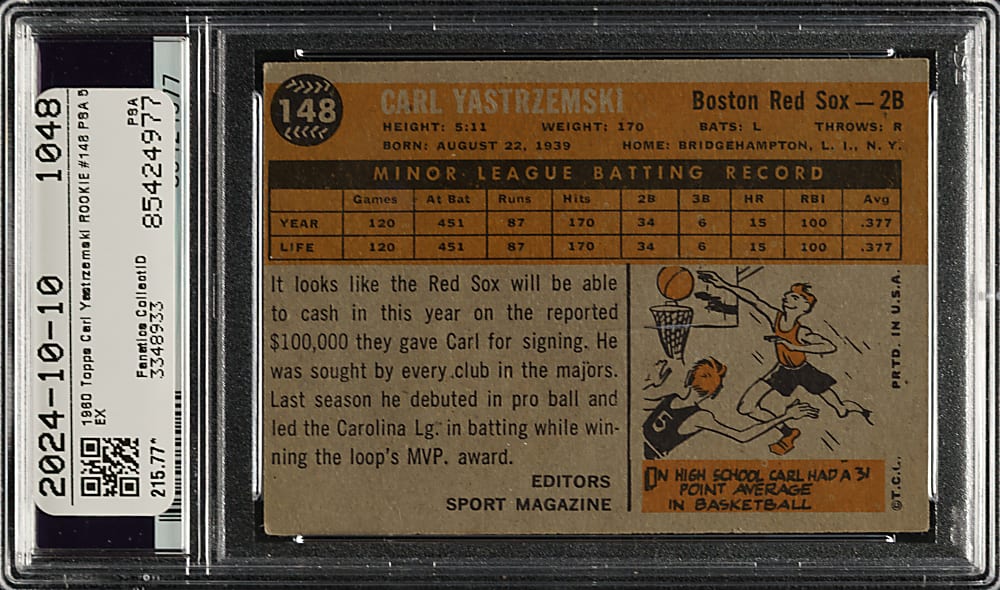 2024-10-10 1048
1960 Topps Carl Yastrzemski ROOKIE #148 PSA 5
EX
PSA
Fanatics CollectID 85424977
3348933
215.77*
148
CARL YASTRZEMSKI
Boston Red Sox — 2B
HEIGHT: 5:11 WEIGHT: 170 BATS: L THROWS: R
BORN: AUGUST 22, 1939 HOME: BRIDGEHAMPTON, L. I., N. Y.
MINOR LEAGUE BATTING RECORD
Games At Bat Runs Hits 2B 3B HR RBI Avg
YEAR 120 451 87 170 34 6 15 100 .377
LIFE 120 451 87 170 34 6 15 100 .377
It looks like the Red Sox will be able
to cash in this year on the reported
$100,000 they gave Carl for signing. He
was sought by every club in the majors.
Last season he debuted in pro ball and
led the Carolina Lg. in batting while win-
ning the loop's MVP. award.
EDITORS
SPORT MAGAZINE
5
IN HIGH SCHOOL CARL HAD A 31
POINT AVERAGE
IN BASKETBALL
PRTD. IN U.S.A.
©T.C.G.